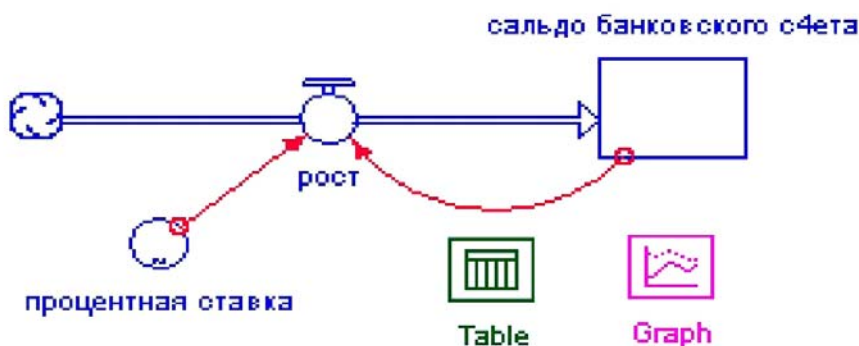 сальдо банковского с4ета
рост
процентная ставка
Table
Graph